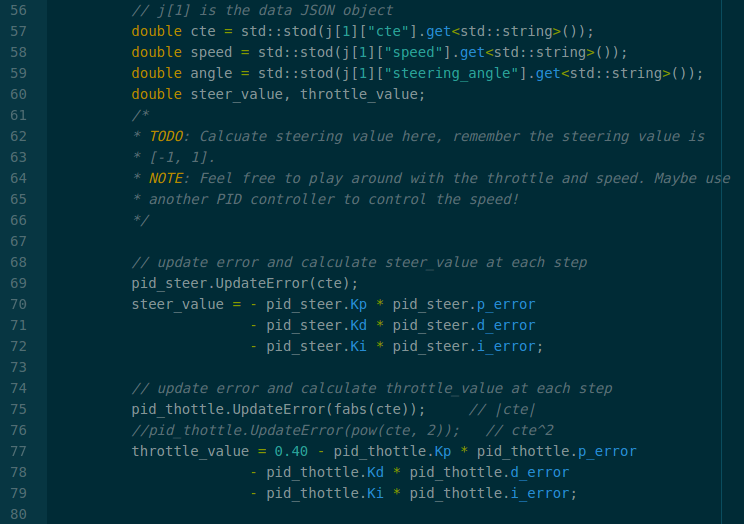 56 // j[1] is the data JSON object
57 double cte = std::stod(j[1]["cte"].get<std::string>());
58 double speed = std::stod(j[1]["speed"].get<std::string>());
59 double angle = std::stod(j[1]["steering_angle"].get<std::string>());
60 double steer_value, throttle_value;
61 /*
62 * TODO: Calcuate steering value here, remember the steering value is
63 * [-1, 1].
64 * NOTE: Feel free to play around with the throttle and speed. Maybe use
65 * another PID controller to control the speed!
66 */
67
68 // update error and calculate steer_value at each step
69 pid_steer.UpdateError(cte);
70 steer_value = - pid_steer.Kp * pid_steer.p_error
71 - pid_steer.Kd * pid_steer.d_error
72 - pid_steer.Ki * pid_steer.i_error;
73
74 // update error and calculate throttle_value at each step
75 pid_thottle.UpdateError(fabs(cte)); // |cte|
76 //pid_thottle.UpdateError(pow(cte, 2)); // cte^2
77 throttle_value = 0.40 - pid_thottle.Kp * pid_thottle.p_error
78 - pid_thottle.Kd * pid_thottle.d_error
79 - pid_thottle.Ki * pid_thottle.i_error;
80